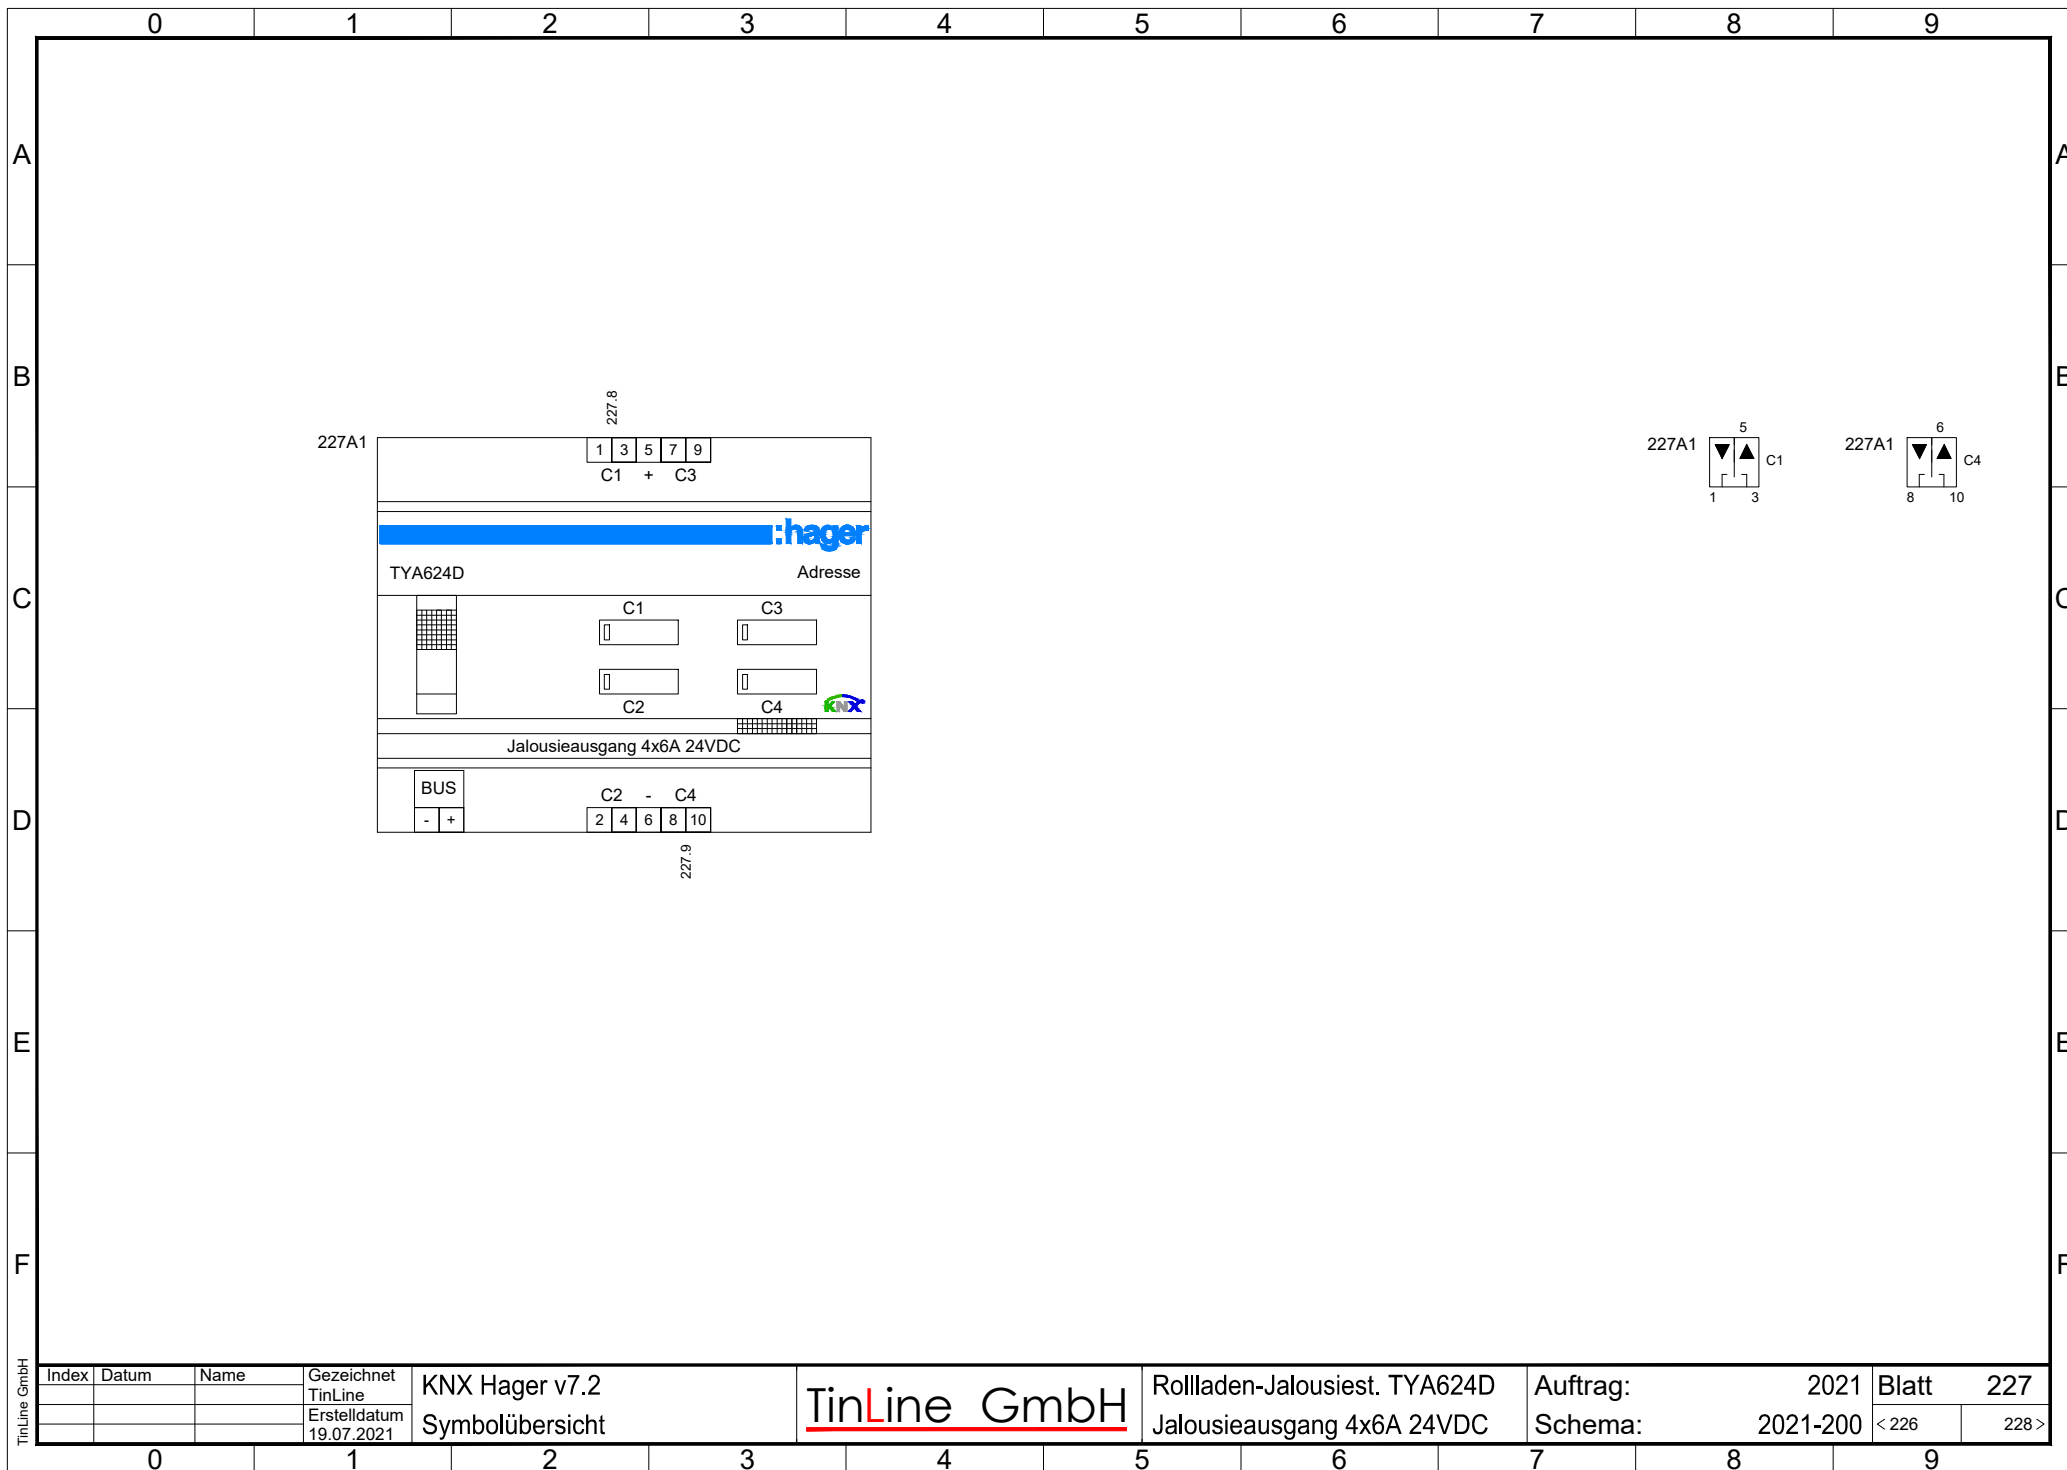 0 1 2 3 4 5 6 7 8 9
A A
B B
227.8
227A1
1 3 5 7 9
C1 + C3
227A1 5 C1
1 3
227A1 6 C4
8 10
:hager
TYA624D Adresse
C C
C1 C3
C2 C4
KNX
Jalousieausgang 4x6A 24VDC
BUS
- +
C2 - C4
2 4 6 8 10
D D
227.9
E E
F F
TinLine GmbH
Index Datum Name
Gezeichnet
TinLine
Erstelldatum
19.07.2021
KNX Hager v7.2
Symbolübersicht
TinLine GmbH
Rollladen-Jalousiest. TYA624D
Jalousieausgang 4x6A 24VDC
Auftrag: 2021
Schema: 2021-200
Blatt 227
< 226 228 >
0 1 2 3 4 5 6 7 8 9